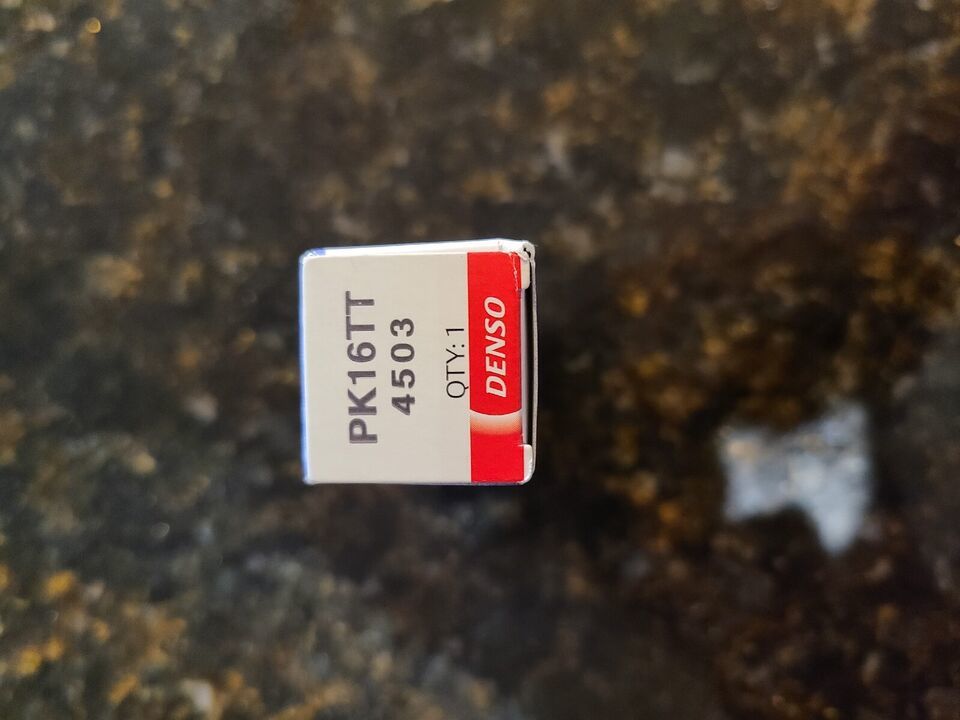 PK16TT
4503
QTY: 1
DENSO